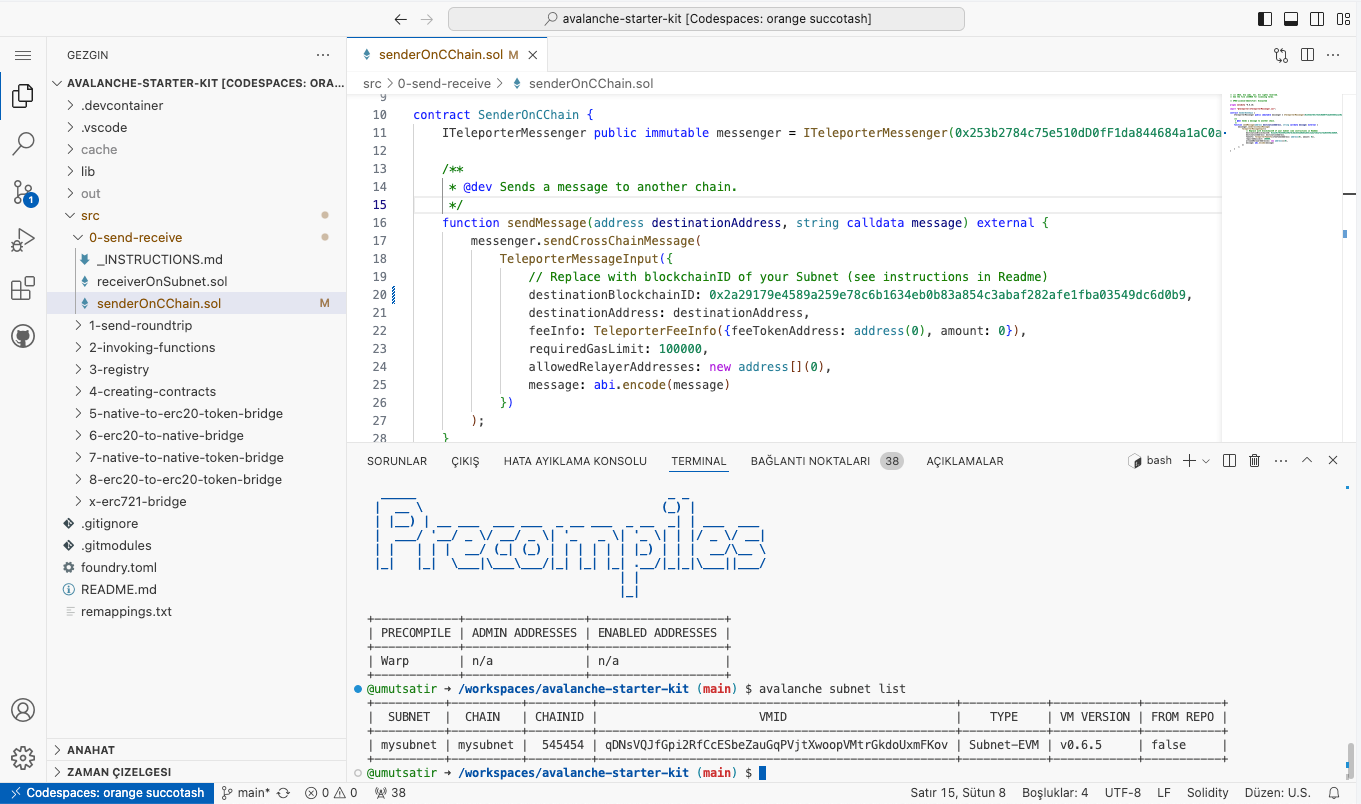 avalanche-starter-kit [Codespaces: orange succotash]
GEZGIN
AVALANCHE-STARTER-KIT [CODESPACES: ORA...
.devcontainer
.vscode
cache
lib
out
src
0-send-receive
_INSTRUCTIONS.md
receiverOnSubnet.sol
senderOnCChain.sol M
1-send-roundtrip
2-invoking-functions
3-registry
4-creating-contracts
5-native-to-erc20-token-bridge
6-erc20-to-native-bridge
7-native-to-native-token-bridge
8-erc20-to-erc20-token-bridge
x-erc721-bridge
.gitignore
.gitmodules
foundry.toml
README.md
remappings.txt
ANAHAT
ZAMAN ÇIZELGESI
1
senderOnCChain.sol M
src > 0-send-receive > senderOnCChain.sol
9
10 contract SenderOnCChain {
11 ITeleporterMessenger public immutable messenger = ITeleporterMessenger(0x253b2784c75e510dD0fF1da844684a1aC0a
12
13 /**
14 * @dev Sends a message to another chain.
15 */
16 function sendMessage(address destinationAddress, string calldata message) external {
17 messenger.sendCrossChainMessage(
18 TeleporterMessageInput({
19 // Replace with blockchainID of your Subnet (see instructions in Readme)
20 destinationBlockchainID: 0x2a29179e4589a259e78c6b1634eb0b83a854c3abaf282afe1fba03549dc6d0b9,
21 destinationAddress: destinationAddress,
22 feeInfo: TeleporterFeeInfo({feeTokenAddress: address(0), amount: 0}),
23 requiredGasLimit: 100000,
24 allowedRelayerAddresses: new address[](0),
25 message: abi.encode(message)
26 })
27 );
28 }
SORUNLAR ÇIKIŞ HATA AYIKLAMA KONSOLU TERMINAL BAĞLANTI NOKTALARI 38 AÇIKLAMALAR
bash
Precompiles
| PRECOMPILE | ADMIN ADDRESSES | ENABLED ADDRESSES |
| Warp | n/a | n/a |
@umutsatir ➜ /workspaces/avalanche-starter-kit (main) $ avalanche subnet list
| SUBNET | CHAIN | CHAINID | VMID | TYPE | VM VERSION | FROM REPO |
| mysubnet | mysubnet | 545454 | qDNsVQJfGpi2RfCcESbeZauGqPVjtXwoopVMtrGkdoUxmFKov | Subnet-EVM | v0.6.5 | false |
@umutsatir ➜ /workspaces/avalanche-starter-kit (main) $
Codespaces: orange succotash main* 0 0 38 Satır 15, Sütun 8 Boşluklar: 4 UTF-8 LF Solidity Düzen: U.S.